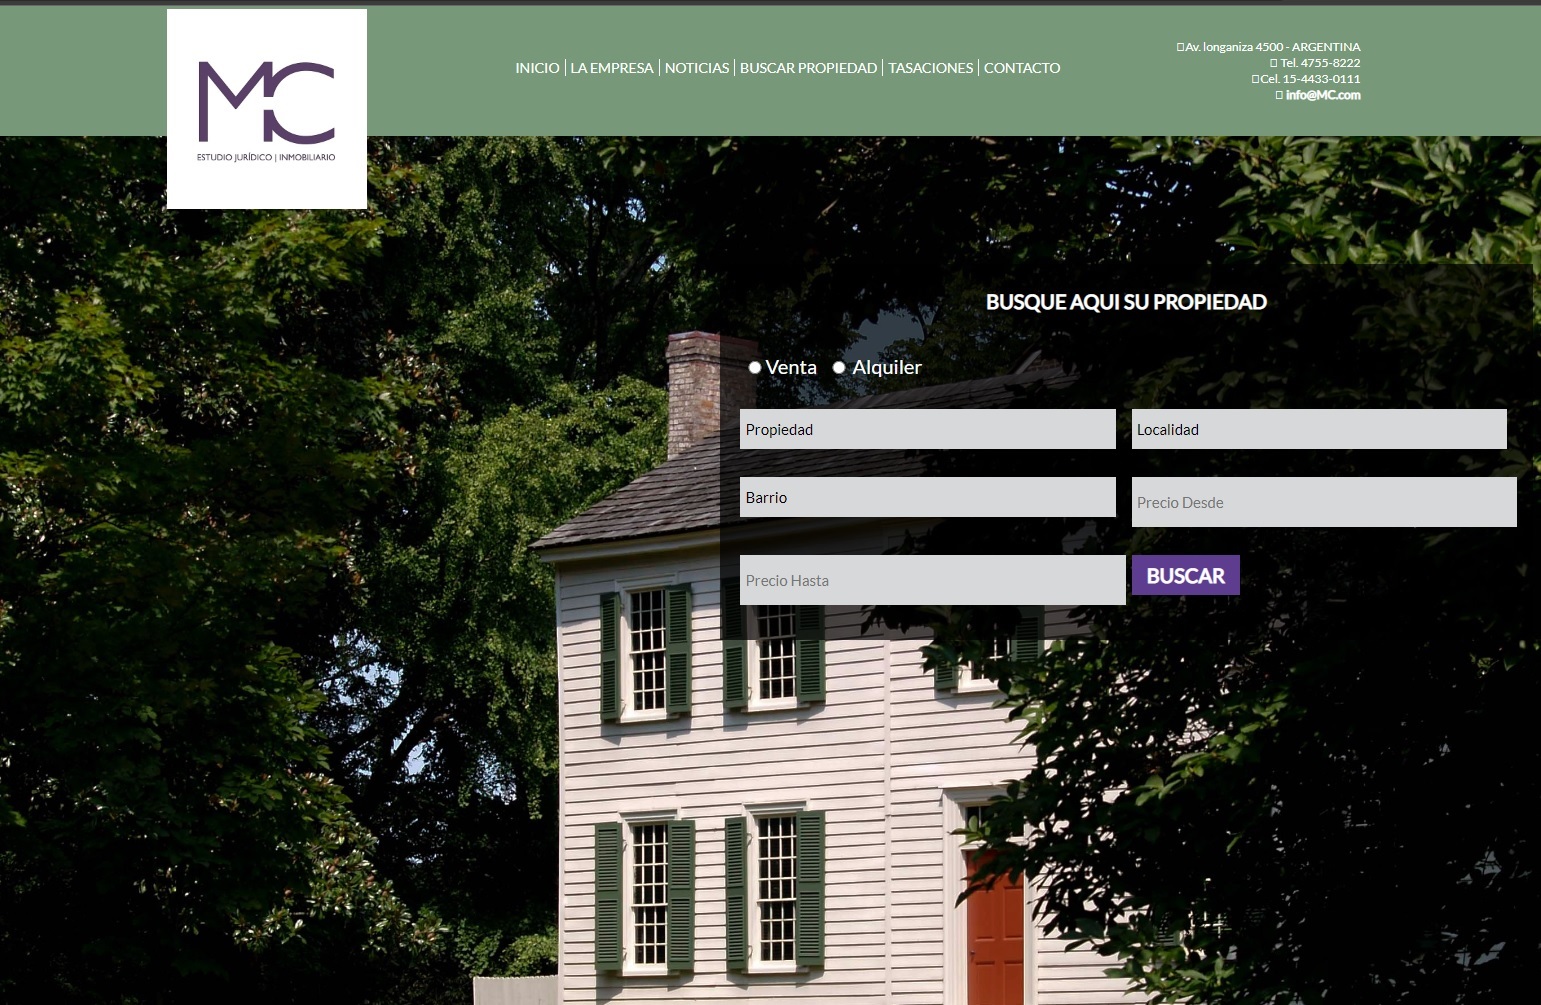 MC
ESTUDIO JURÍDICO | INMOBILIARIO
INICIO | LA EMPRESA | NOTICIAS | BUSCAR PROPIEDAD | TASACIONES | CONTACTO
Av. longaniza 4500 - ARGENTINA
Tel. 4755-8222
Cel. 15-4433-0111
info@MC.com
BUSQUE AQUI SU PROPIEDAD
Venta Alquiler
Propiedad Localidad
Barrio Precio Desde
Precio Hasta BUSCAR